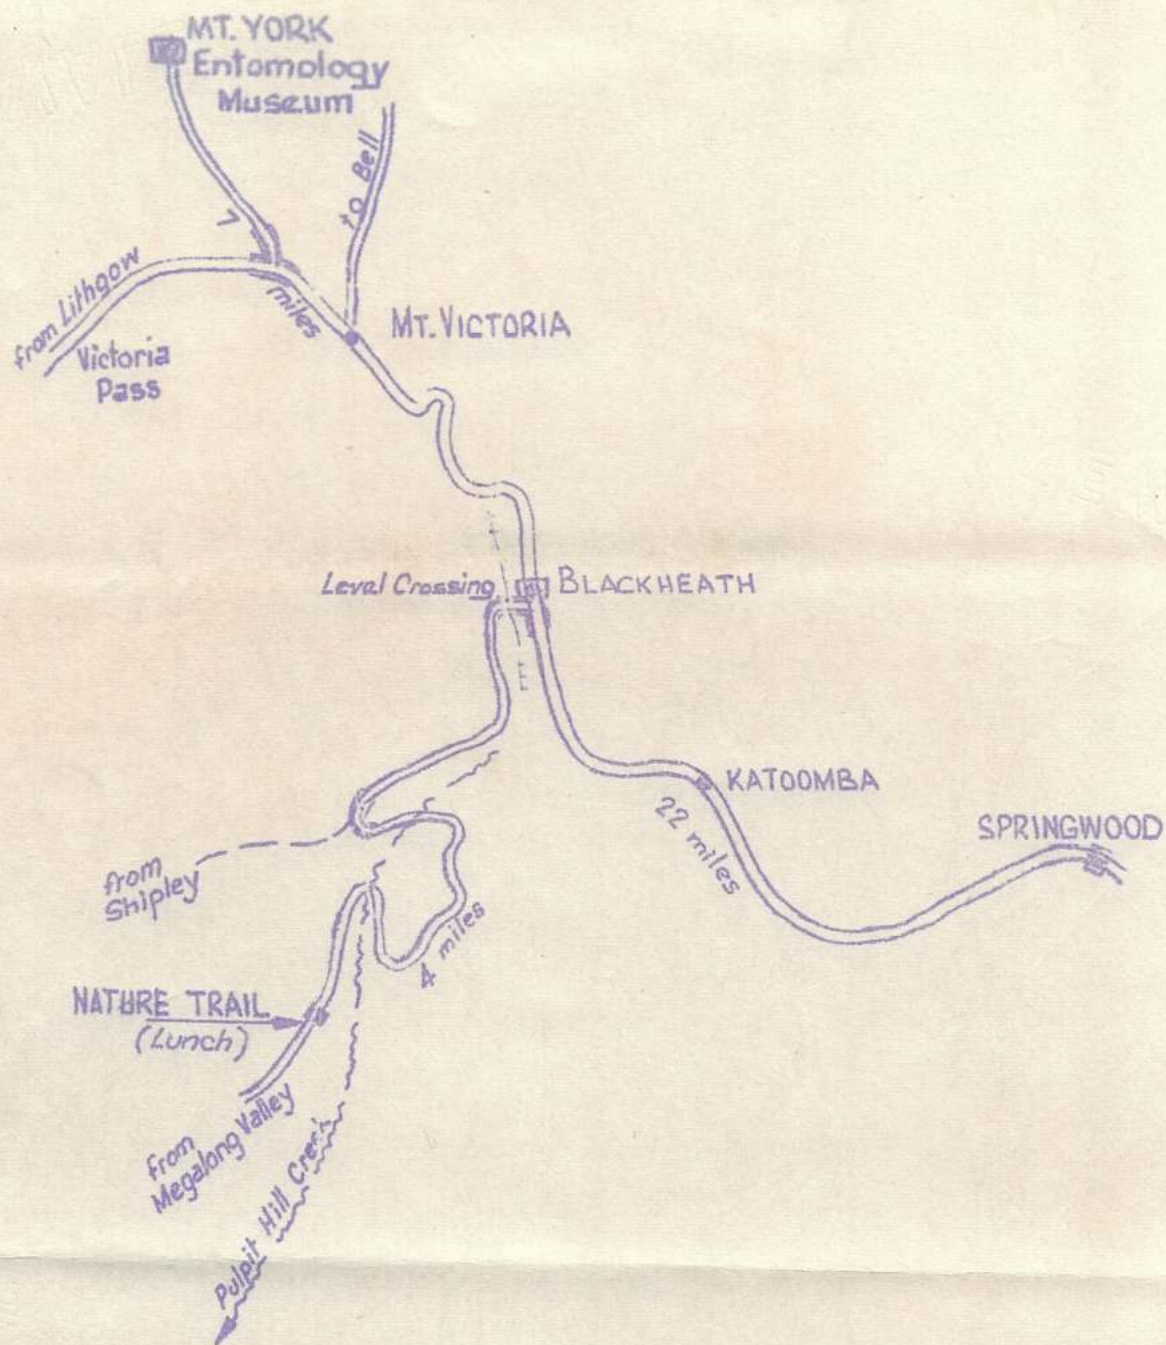 MT. YORK
Entomology
Museum
to Bell
7
miles
from Lithgow
Victoria
Pass
MT. VICTORIA
Level Crossing
BLACKHEATH
KATOOMBA
22 miles
SPRINGWOOD
from
Shipley
4 miles
NATURE TRAIL
(Lunch)
from
Megalong Valley
Pulpit Hill Creek